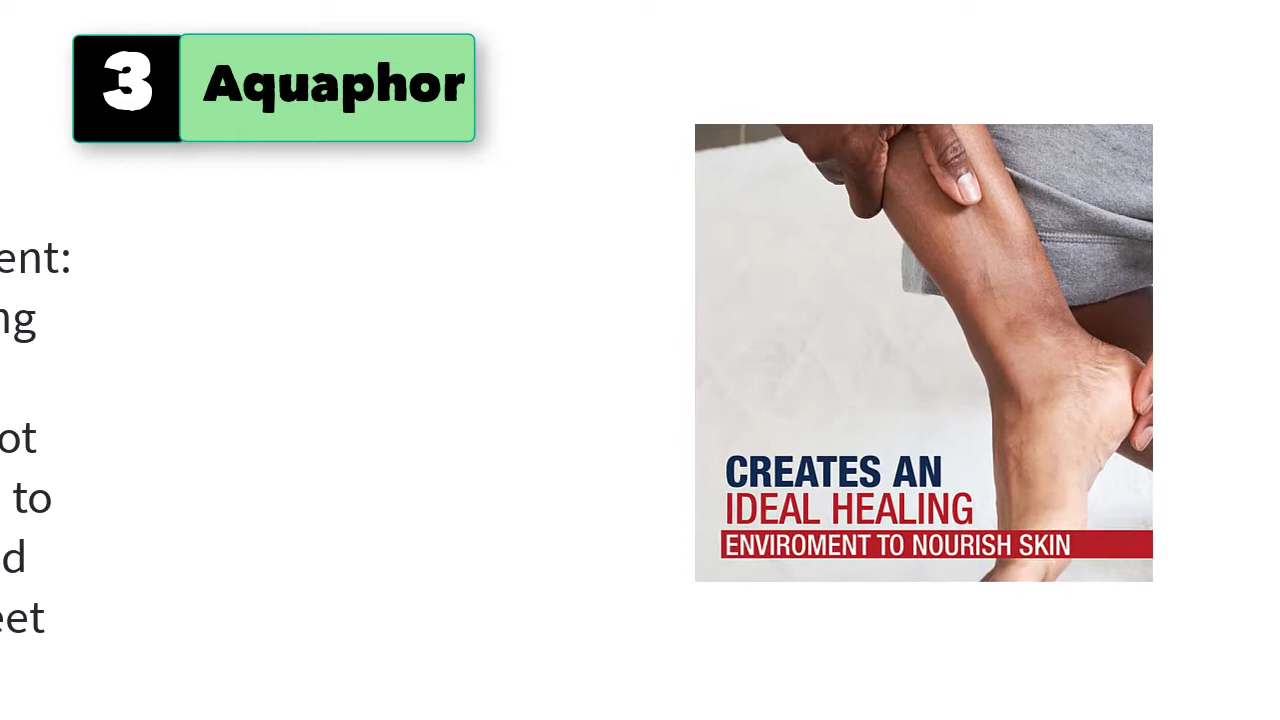 3 Aquaphor
ent:
ng
ot
to
d
eet
CREATES AN
IDEAL HEALING
ENVIROMENT TO NOURISH SKIN